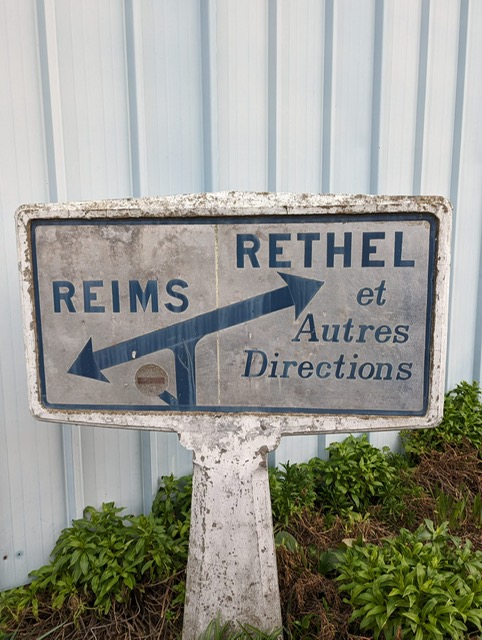 REIMS
RETHEL
et
Autres
Directions